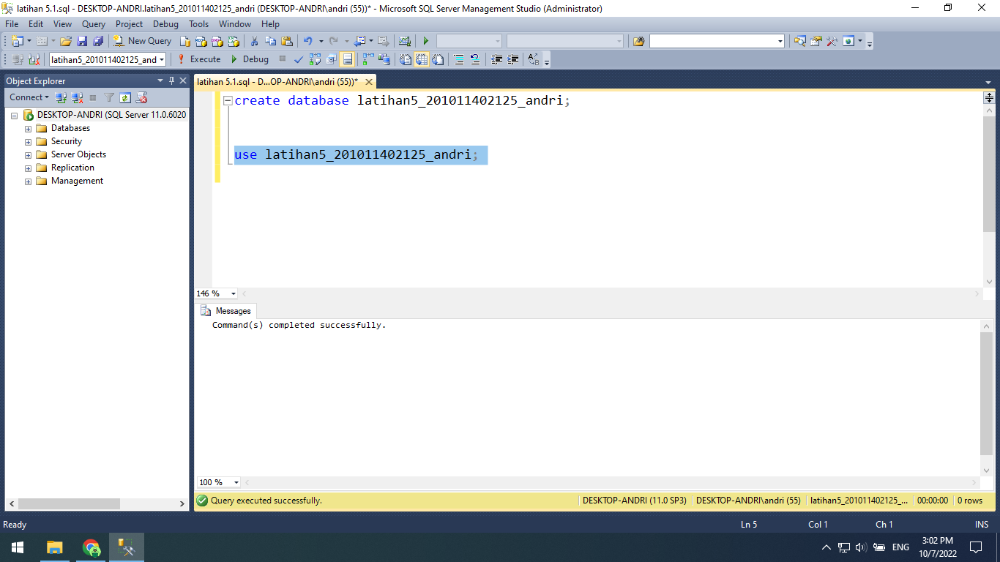 latihan 5.1.sql - DESKTOP-ANDRI.latihan5_201011402125_andri (DESKTOP-ANDRI\andri (55))* - Microsoft SQL Server Management Studio (Administrator)
File Edit View Query Project Debug Tools Window Help
New Query
latihan5_201011402125_and Execute Debug
Object Explorer
Connect
DESKTOP-ANDRI (SQL Server 11.0.6020
Databases
Security
Server Objects
Replication
Management
latihan 5.1.sql - D...OP-ANDRI\andri (55))*
create database latihan5_201011402125_andri;
use latihan5_201011402125_andri;
146 %
Messages
Command(s) completed successfully.
100 %
Query executed successfully. DESKTOP-ANDRI (11.0 SP3) DESKTOP-ANDRI\andri (55) latihan5_201011402125_... 00:00:00 0 rows
Ready Ln 5 Col 1 Ch 1 INS
ENG
3:02 PM
10/7/2022